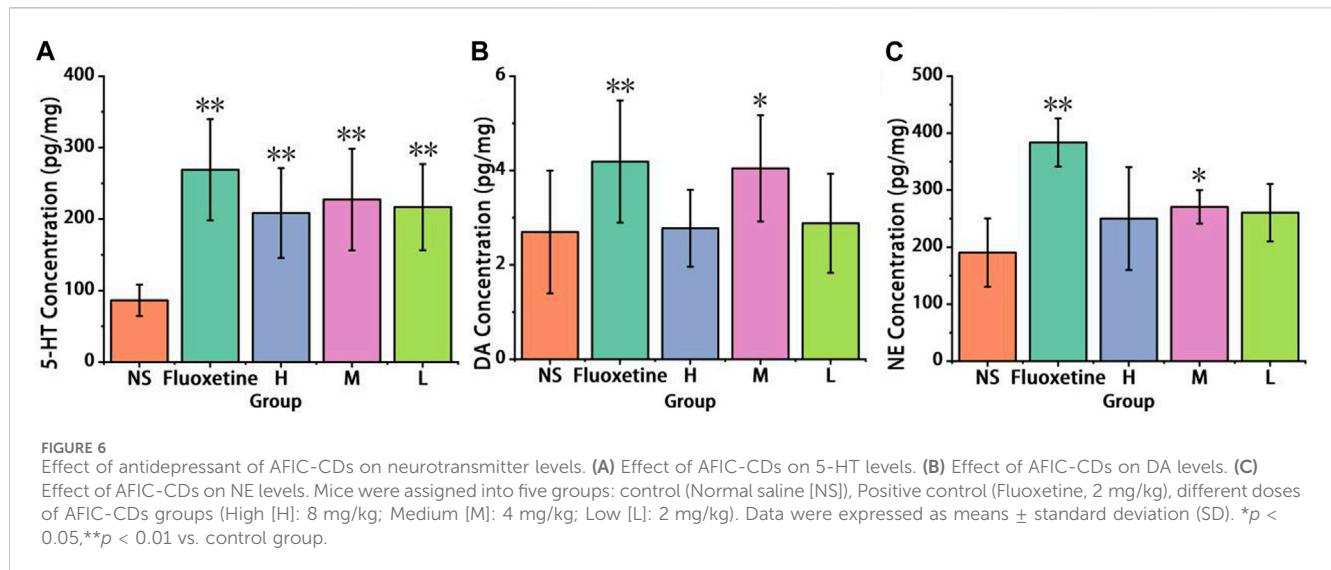 A
5-HT Concentration (pg/mg)
400
300
200
100
0
**
**
**
**
NS Fluoxetine H M L
Group
B
DA Concentration (pg/mg)
6
4
2
0
**
*
NS Fluoxetine H M L
Group
C
NE Concentration (pg/mg)
500
400
300
200
100
0
**
*
NS Fluoxetine H M L
Group
FIGURE 6
Effect of antidepressant of AFIC-CDs on neurotransmitter levels. (A) Effect of AFIC-CDs on 5-HT levels. (B) Effect of AFIC-CDs on DA levels. (C)
Effect of AFIC-CDs on NE levels. Mice were assigned into five groups: control (Normal saline [NS]), Positive control (Fluoxetine, 2 mg/kg), different doses
of AFIC-CDs groups (High [H]: 8 mg/kg; Medium [M]: 4 mg/kg; Low [L]: 2 mg/kg). Data were expressed as means ± standard deviation (SD). *p <
0.05,**p < 0.01 vs. control group.